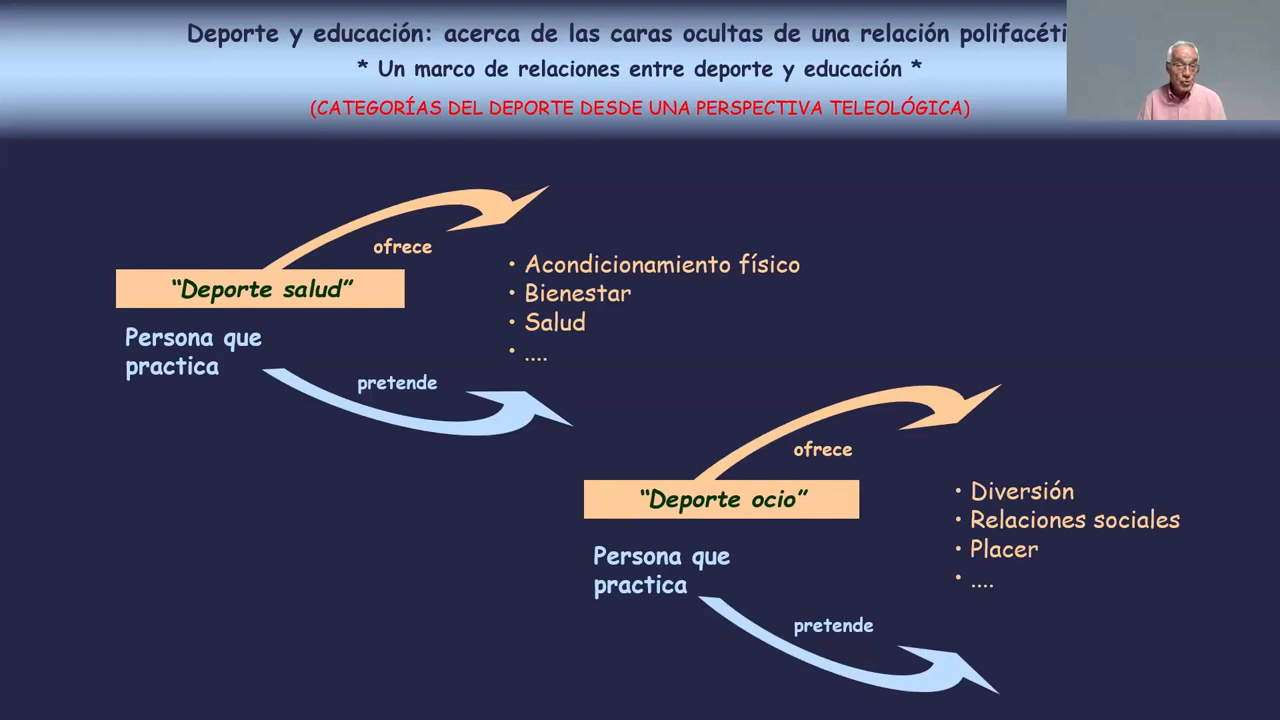 Deporte y educación: acerca de las caras ocultas de una relación polifacéti
* Un marco de relaciones entre deporte y educación *
(CATEGORÍAS DEL DEPORTE DESDE UNA PERSPECTIVA TELEOLÓGICA)
ofrece
“Deporte salud”
Persona que
practica
pretende
• Acondicionamiento físico
• Bienestar
• Salud
• ....
ofrece
“Deporte ocio”
Persona que
practica
pretende
• Diversión
• Relaciones sociales
• Placer
• ....